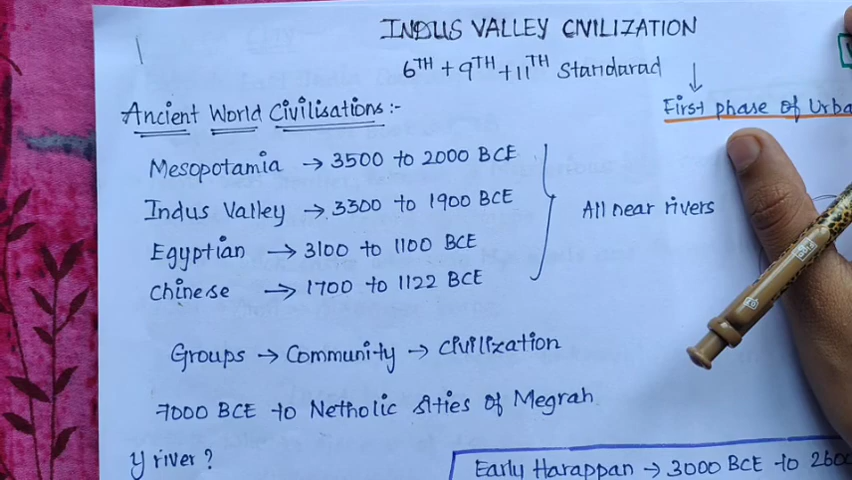 INDUS VALLEY CIVILIZATION
6TH + 9TH + 11TH Standarad
First phase of Urba
Ancient World Civilisations :-
Mesopotamia → 3500 to 2000 BCE
Indus Valley → 3300 to 1900 BCE
All near rivers
Egyptian → 3100 to 1100 BCE
Chinese → 1700 to 1122 BCE
Groups → Community → Civilization
7000 BCE to Netholic sities of Megrah
y river?
Early Harappan → 3000 BCE to 2600